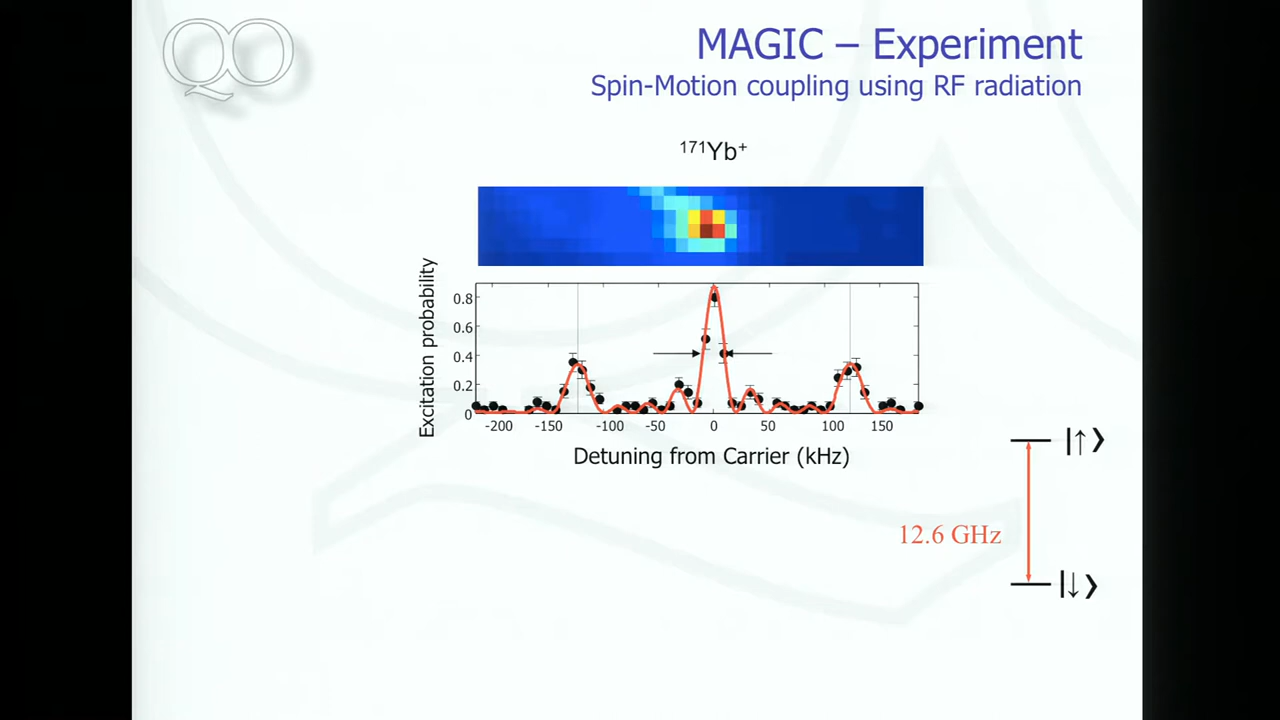 QO
MAGIC – Experiment
Spin-Motion coupling using RF radiation
¹⁷¹Yb⁺
Excitation probability
0.8
0.6
0.4
0.2
0
-200 -150 -100 -50 0 50 100 150
Detuning from Carrier (kHz)
|↑⟩
12.6 GHz
|↓⟩